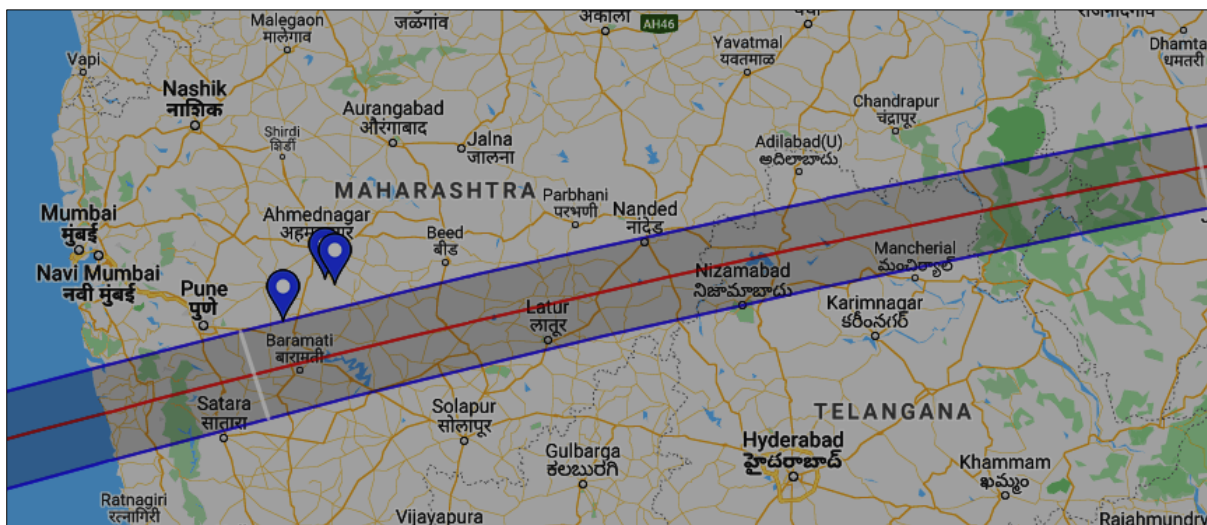 Malegaon
मालेगाव
जळगांव
अकोला
AH46
Yavatmal
यवतमाळ
Dhamta
धमतरी
Vapi
Nashik
नाशिक
Chandrapur
चंद्रपूर
Aurangabad
औरंगाबाद
Shirdi
शिर्डी
Jalna
जालना
Adilabad(U)
అదిలాబాదు
MAHARASHTRA
Parbhani
परभणी
Nanded
नांदेड
Ahmednagar
Mumbai
मुंबई
Beed
बीड
Navi Mumbai
नवी मुंबई
Mancherial
మంచిర్యాల్
Pune
पुणे
Nizamabad
నిజామాబాదు
Karimnagar
కరీంనగర్
Latur
लातूर
Baramati
बारामती
Satara
सातारा
Solapur
सोलापूर
TELANGANA
Hyderabad
హైదరాబాద్
Gulbarga
ಕಲಬುರಗಿ
Khammam
ఖమ్మం
Ratnagiri
रत्नागिरी
Vijayapura
Rajahmundry